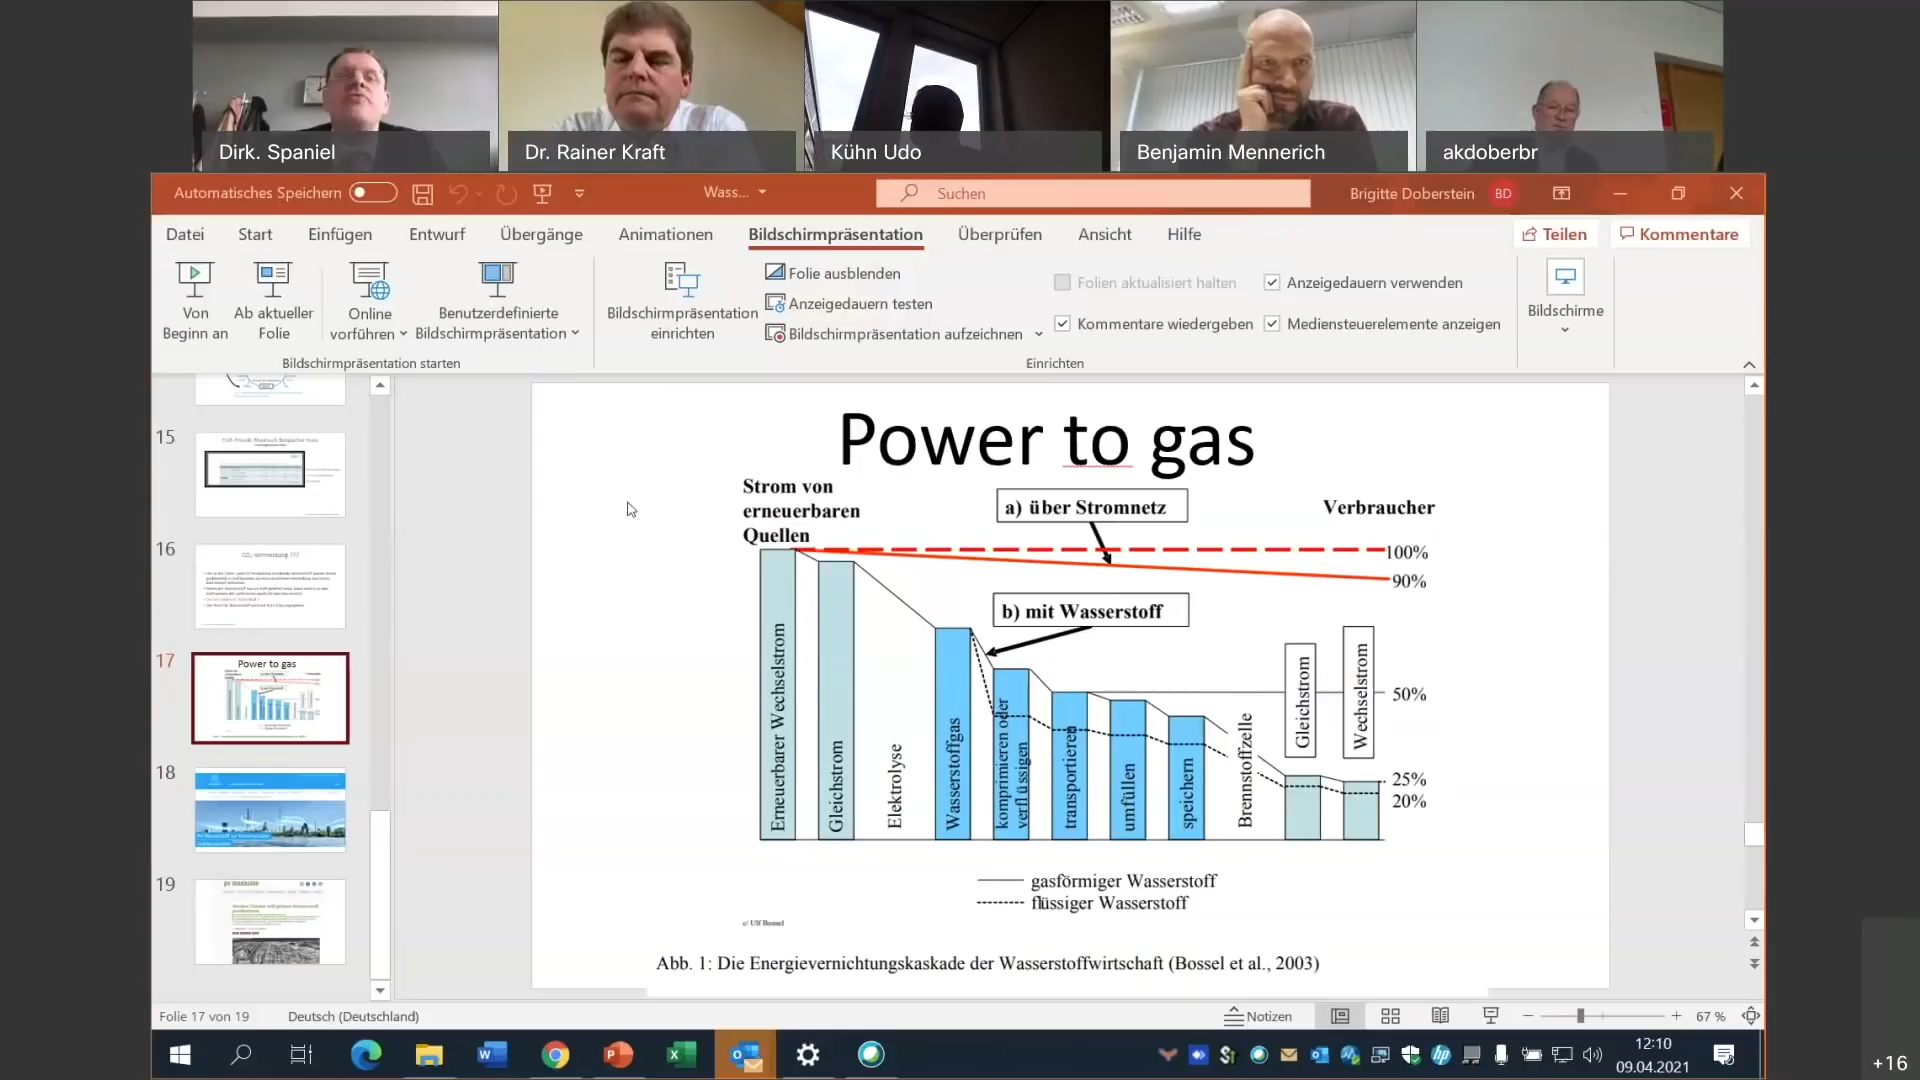 Dirk. Spaniel
Dr. Rainer Kraft
Kühn Udo
Benjamin Mennerich
akdoberbr
Automatisches Speichern
Wass...
Suchen
Brigitte Doberstein
BD
Datei
Start
Einfügen
Entwurf
Übergänge
Animationen
Bildschirmpräsentation
Überprüfen
Ansicht
Hilfe
Teilen
Kommentare
Von
Beginn an
Ab aktueller
Folie
Online
vorführen
Benutzerdefinierte
Bildschirmpräsentation
Bildschirmpräsentation starten
Bildschirmpräsentation
einrichten
Folie ausblenden
Anzeigedauern testen
Bildschirmpräsentation aufzeichnen
Folien aktualisiert halten
Kommentare wiedergeben
Anzeigedauern verwenden
Mediensteuerelemente anzeigen
Einrichten
Bildschirme
15
16
CO₂-Vermeidung ???
17
Power to gas
18
19
Power to gas
Strom von
erneuerbaren
Quellen
a) über Stromnetz
Verbraucher
100%
90%
b) mit Wasserstoff
50%
25%
20%
Erneuerbarer Wechselstrom
Gleichstrom
Elektrolyse
Wasserstoffgas
komprimieren oder
verflüssigen
transportieren
umfüllen
speichern
Brennstoffzelle
Gleichstrom
Wechselstrom
gasförmiger Wasserstoff
flüssiger Wasserstoff
c/ Ulf Bossel
Abb. 1: Die Energievernichtungskaskade der Wasserstoffwirtschaft (Bossel et al., 2003)
Folie 17 von 19
Deutsch (Deutschland)
Notizen
67 %
12:10
09.04.2021
+16